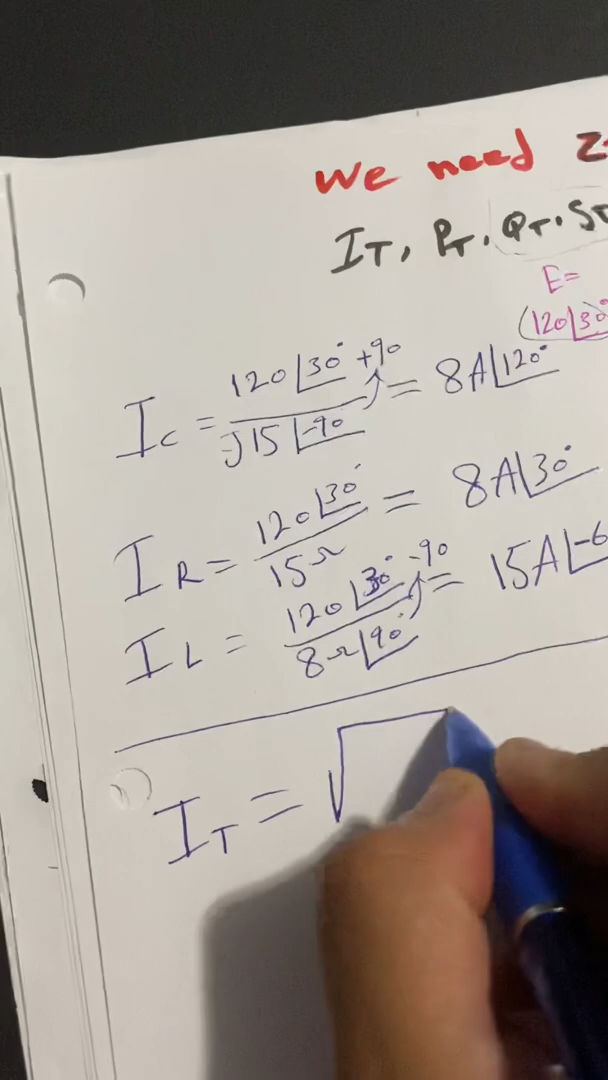 We need Z
IT, PT, QT, ST
E=
(120∠30°
IC = 120∠30° +90 / -J15∠-90 = 8A∠120°
IR = 120∠30° / 15Ω = 8A∠30°
IL = 120∠30° -90 / 8Ω∠90° = 15A∠-6
IT = √